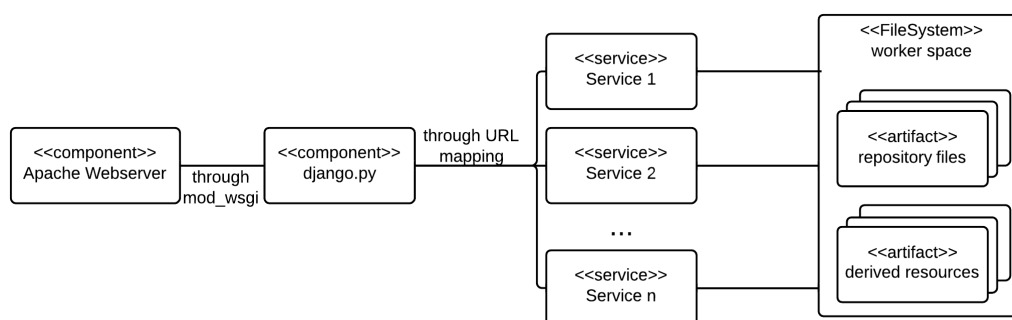 <<component>>
Apache Webserver
through
mod_wsgi
<<component>>
django.py
through URL
mapping
<<service>>
Service 1
<<service>>
Service 2
...
<<service>>
Service n
<<FileSystem>>
worker space
<<artifact>>
repository files
<<artifact>>
derived resources